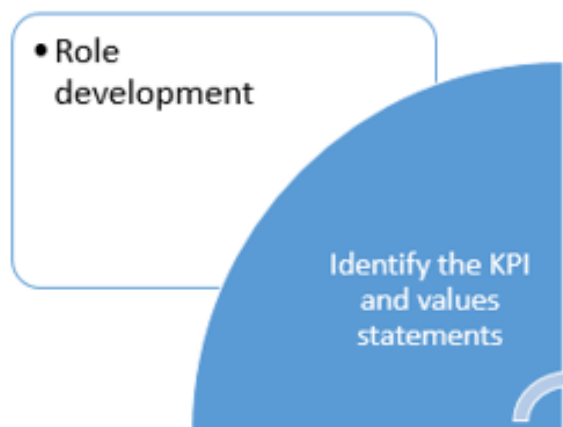 • Role
development
Identify the KPI
and values
statements